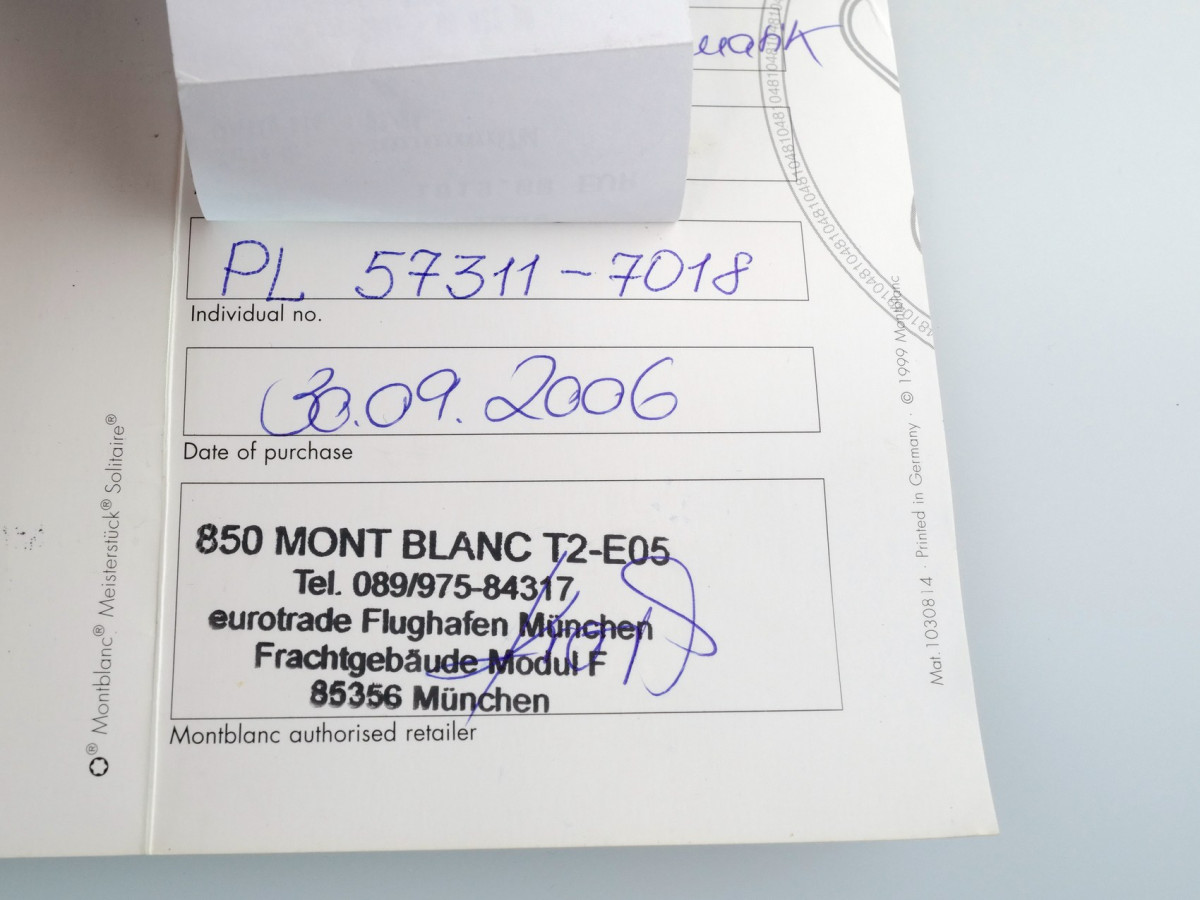 PL 57311-7018
Individual no.
30.09.2006
Date of purchase
850 MONT BLANC T2-E05
Tel. 089/975-84317
eurotrade Flughafen München
Frachtgebäude Modul F
85356 München
Montblanc authorised retailer
Montblanc® Meisterstück® Solitaire®
Mat.1030814 · Printed in Germany · © 1999 Montblanc